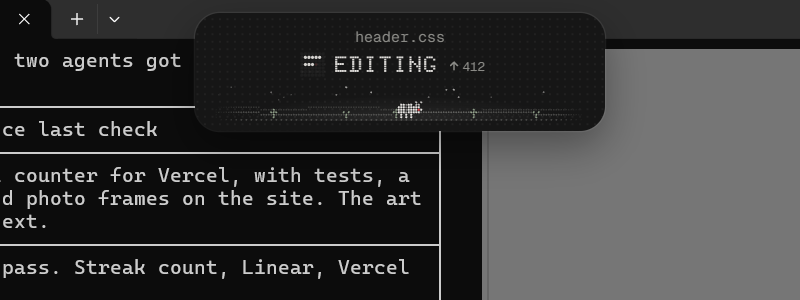 header.css
EDITING ↑ 412
two agents got
ce last check
counter for Vercel, with tests, a
d photo frames on the site. The art
ext.
pass. Streak count, Linear, Vercel